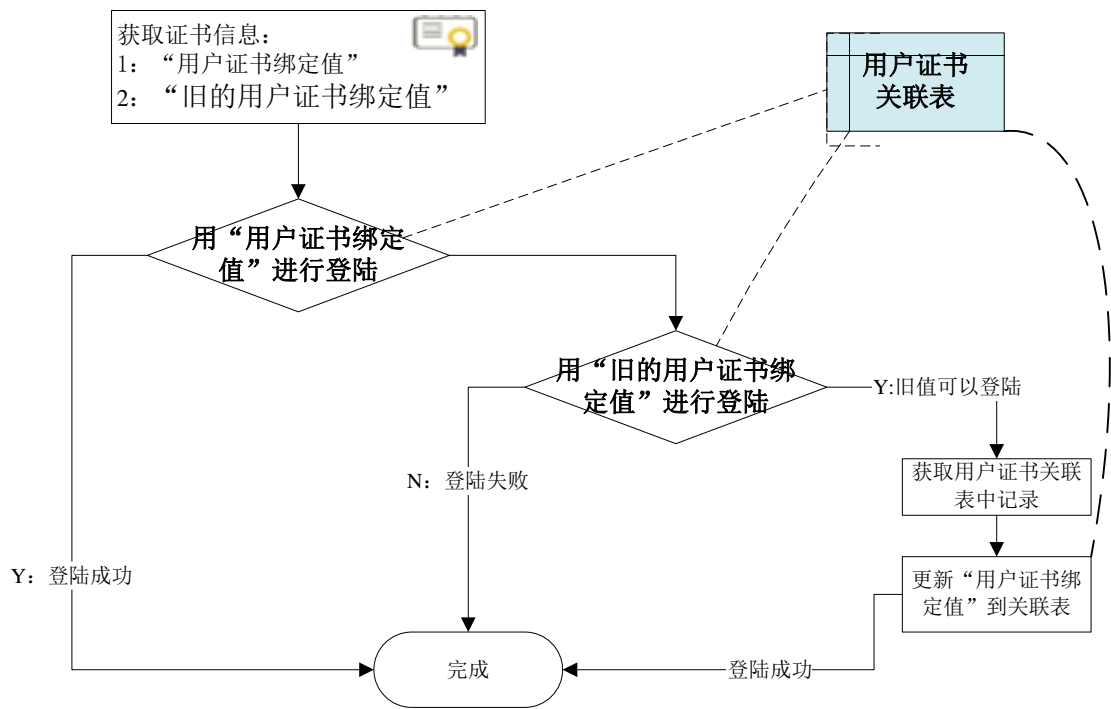 获取证书信息：
1：“用户证书绑定值”
2：“旧的用户证书绑定值”
用户证书
关联表
用“用户证书绑定
值”进行登陆
用“旧的用户证书绑
定值”进行登陆
Y:旧值可以登陆
N：登陆失败
获取用户证书关联
表中记录
Y：登陆成功
更新“用户证书绑
定值”到关联表
完成
登陆成功